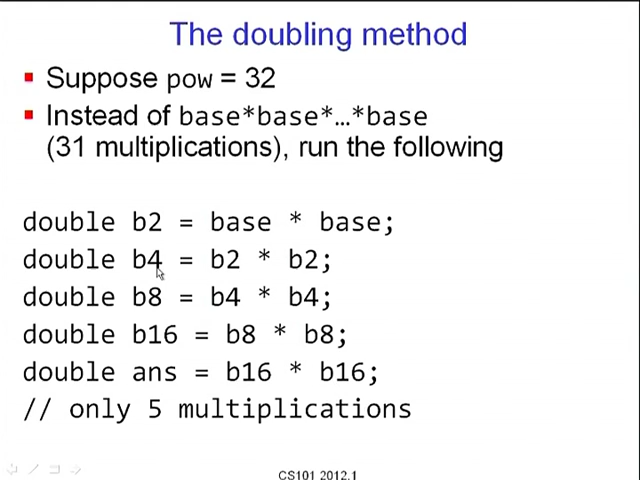 The doubling method
Suppose pow = 32
Instead of base*base*…*base
(31 multiplications), run the following
double b2 = base * base;
double b4 = b2 * b2;
double b8 = b4 * b4;
double b16 = b8 * b8;
double ans = b16 * b16;
// only 5 multiplications
CS101 2012.1